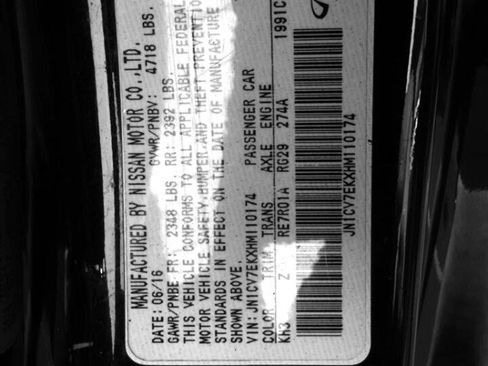 MANUFACTURED BY NISSAN MOTOR CO.,LTD.
DATE: 06/16 GVWR/PNBV: 4718 LBS.
GAWR/PNBE FR: 2348 LBS. RR: 2392 LBS.
THIS VEHICLE CONFORMS TO ALL APPLICABLE FEDERAL
MOTOR VEHICLE SAFETY,BUMPER,AND THEFT PREVENTIO
STANDARDS IN EFFECT ON THE DATE OF MANUFACTURE
SHOWN ABOVE.
VIN:JN1CV7EKXHM110174 PASSENGER CAR
COLOR TRIM TRANS AXLE ENGINE
KH3 Z RE7R01A RG29 274A 1991C
JN1CV7EKXHM110174